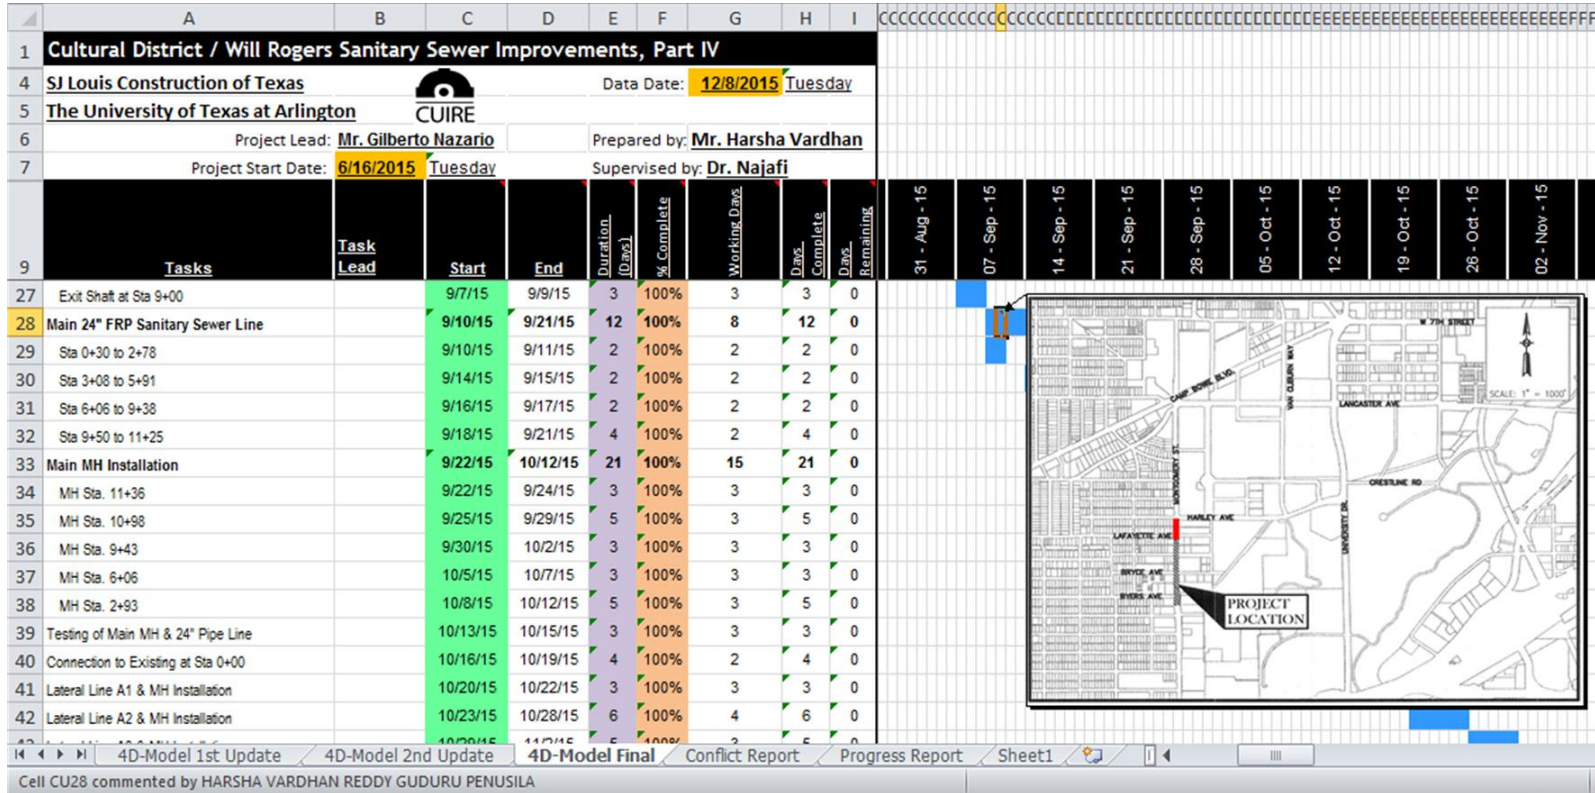 A B C D E F G H I
1 Cultural District / Will Rogers Sanitary Sewer Improvements, Part IV
4 SJ Louis Construction of Texas Data Date: 12/8/2015 Tuesday
5 The University of Texas at Arlington CUIRE
6 Project Lead: Mr. Gilberto Nazario Prepared by: Mr. Harsha Vardhan
7 Project Start Date: 6/16/2015 Tuesday Supervised by: Dr. Najafi
9 Tasks Task Lead Start End Duration (Days) % Complete Working Days Days Complete Days Remaining 31 - Aug - 15 07 - Sep - 15 14 - Sep - 15 21 - Sep - 15 28 - Sep - 15 05 - Oct - 15 12 - Oct - 15 19 - Oct - 15 26 - Oct - 15 02 - Nov - 15
27 Exit Shaft at Sta 9+00 9/7/15 9/9/15 3 100% 3 3 0
28 Main 24" FRP Sanitary Sewer Line 9/10/15 9/21/15 12 100% 8 12 0
29 Sta 0+30 to 2+78 9/10/15 9/11/15 2 100% 2 2 0
30 Sta 3+08 to 5+91 9/14/15 9/15/15 2 100% 2 2 0
31 Sta 6+06 to 9+38 9/16/15 9/17/15 2 100% 2 2 0
32 Sta 9+50 to 11+25 9/18/15 9/21/15 4 100% 2 4 0
33 Main MH Installation 9/22/15 10/12/15 21 100% 15 21 0
34 MH Sta. 11+36 9/22/15 9/24/15 3 100% 3 3 0
35 MH Sta. 10+98 9/25/15 9/29/15 5 100% 3 5 0
36 MH Sta. 9+43 9/30/15 10/2/15 3 100% 3 3 0
37 MH Sta. 6+06 10/5/15 10/7/15 3 100% 3 3 0
38 MH Sta. 2+93 10/8/15 10/12/15 5 100% 3 5 0
39 Testing of Main MH & 24" Pipe Line 10/13/15 10/15/15 3 100% 3 3 0
40 Connection to Existing at Sta 0+00 10/16/15 10/19/15 4 100% 2 4 0
41 Lateral Line A1 & MH Installation 10/20/15 10/22/15 3 100% 3 3 0
42 Lateral Line A2 & MH Installation 10/23/15 10/28/15 6 100% 4 6 0
W 7TH STREET
CAMP BOWIE BLVD.
VAN CLIBURN WAY
SCALE: 1" = 1000'
LANCASTER AVE
MONTGOMERY ST.
CRESTLINE RD
HARLEY AVE
UNIVERSITY DR.
LAFAYETTE AVE
BRYCE AVE
BYERS AVE
PROJECT
LOCATION
4D-Model 1st Update 4D-Model 2nd Update 4D-Model Final Conflict Report Progress Report Sheet1
Cell CU28 commented by HARSHA VARDHAN REDDY GUDURU PENUSILA